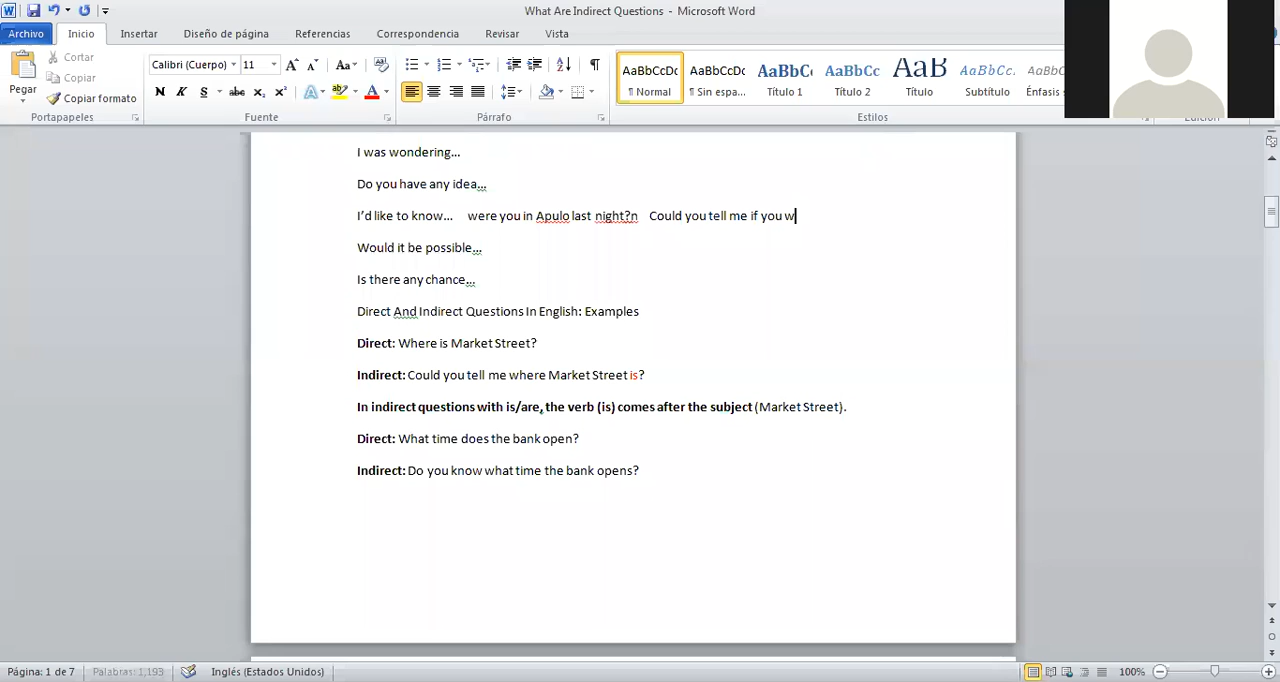 What Are Indirect Questions - Microsoft Word
Archivo Inicio Insertar Diseño de página Referencias Correspondencia Revisar Vista
Pegar
Cortar
Copiar
Copiar formato
Calibri (Cuerpo) 11
Portapapeles Fuente Párrafo Estilos
AaBbCcDc ¶ Normal
AaBbCcDc ¶ Sin espa...
AaBbCc Título 1
AaBbCc Título 2
AaB Título
AaBbCc. Subtítulo
AaBbCc Énfasis
I was wondering...
Do you have any idea...
I'd like to know... were you in Apulo last night?n Could you tell me if you w
Would it be possible...
Is there any chance...
Direct And Indirect Questions In English: Examples
Direct: Where is Market Street?
Indirect: Could you tell me where Market Street is?
In indirect questions with is/are, the verb (is) comes after the subject (Market Street).
Direct: What time does the bank open?
Indirect: Do you know what time the bank opens?
Página: 1 de 7 Palabras: 1,193 Inglés (Estados Unidos) 100%